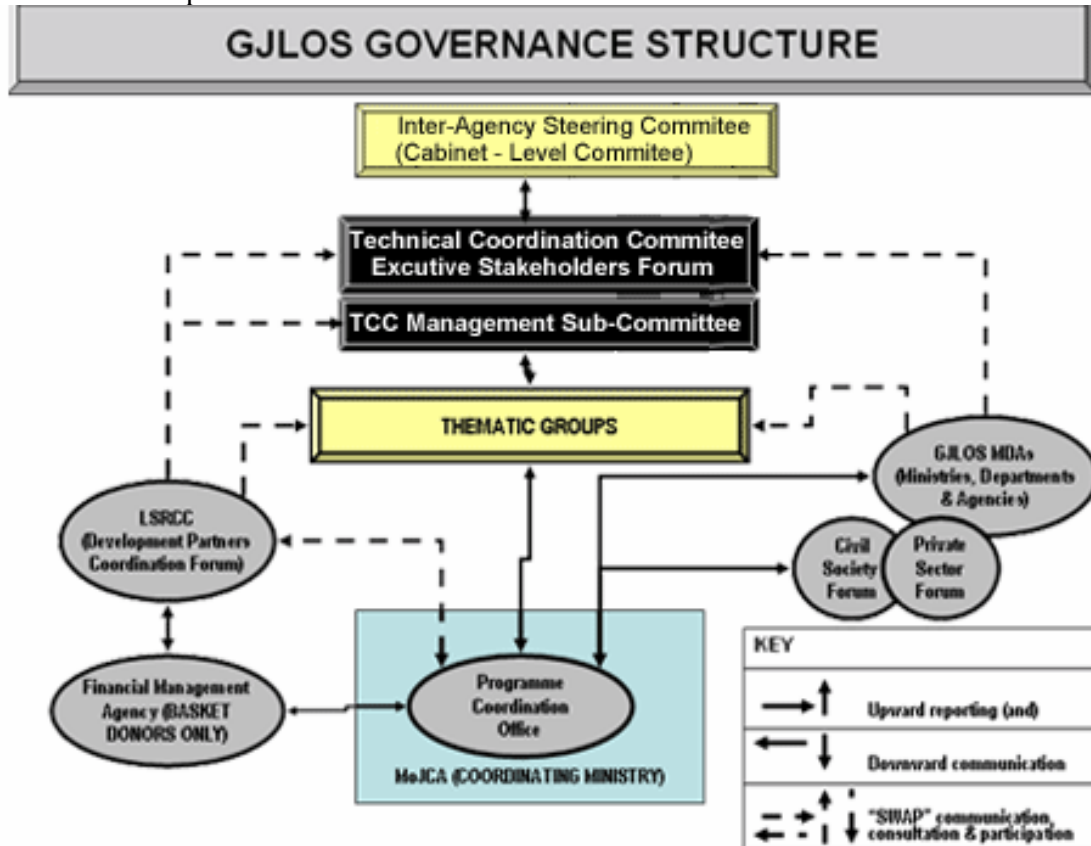 GJLOS GOVERNANCE STRUCTURE
Inter-Agency Steering Commitee
(Cabinet - Level Commitee)
Technical Coordination Commitee
Excutive Stakeholders Forum
TCC Management Sub-Committee
THEMATIC GROUPS
GJLOS MDAs
(Ministries, Departments
& Agencies)
LSRCC
(Development Partners
Coordination Forum)
Civil
Society
Forum
Private
Sector
Forum
Financial Management
Agency (BASKET
DONORS ONLY)
Programme
Coordination
Office
MoJCA (COORDINATING MINISTRY)
KEY
Upward reporting (and)
Downward communication
"SWAP" communication,
consultation & participation